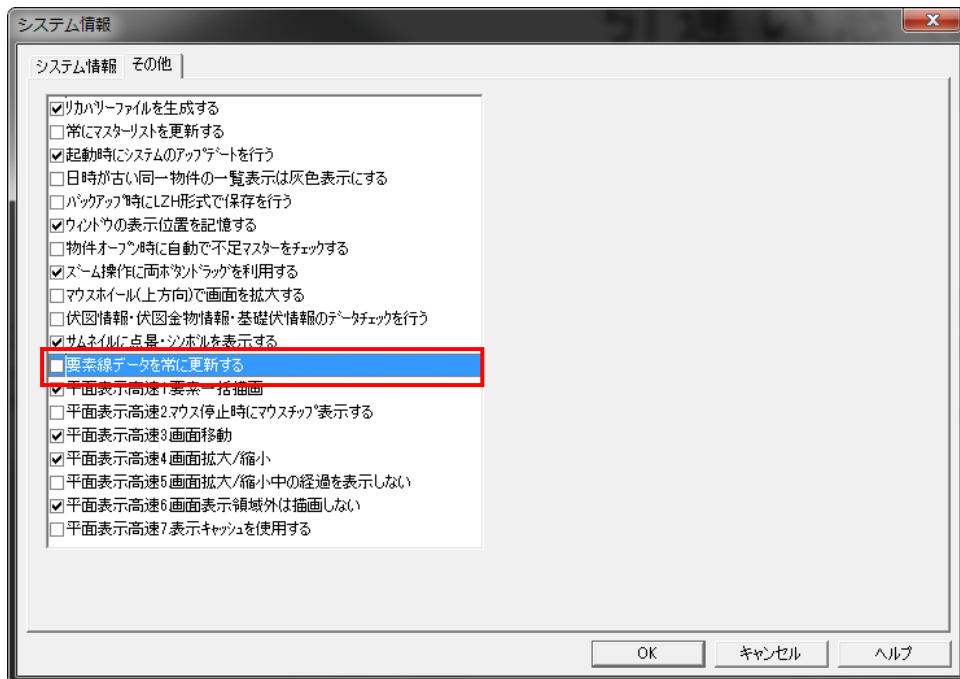 システム情報
システム情報 その他
リカバリーファイルを生成する
常にマスターリストを更新する
起動時にシステムのアップデートを行う
日時が古い同一物件の一覧表示は灰色表示にする
バックアップ時にLZH形式で保存を行う
ウィンドウの表示位置を記憶する
物件オープン時に自動で不足マスターをチェックする
ズーム操作に両ボタンドラッグを利用する
マウスホイール(上方向)で画面を拡大する
伏図情報・伏図金物情報・基礎伏情報のデータチェックを行う
サムネイルに点景・シンボルを表示する
要素線データを常に更新する
平面表示高速1.要素一括描画
平面表示高速2.マウス停止時にマウスチップ表示する
平面表示高速3.画面移動
平面表示高速4.画面拡大/縮小
平面表示高速5.画面拡大/縮小中の経過を表示しない
平面表示高速6.画面表示領域外は描画しない
平面表示高速7.表示キャッシュを使用する
OK キャンセル ヘルプ